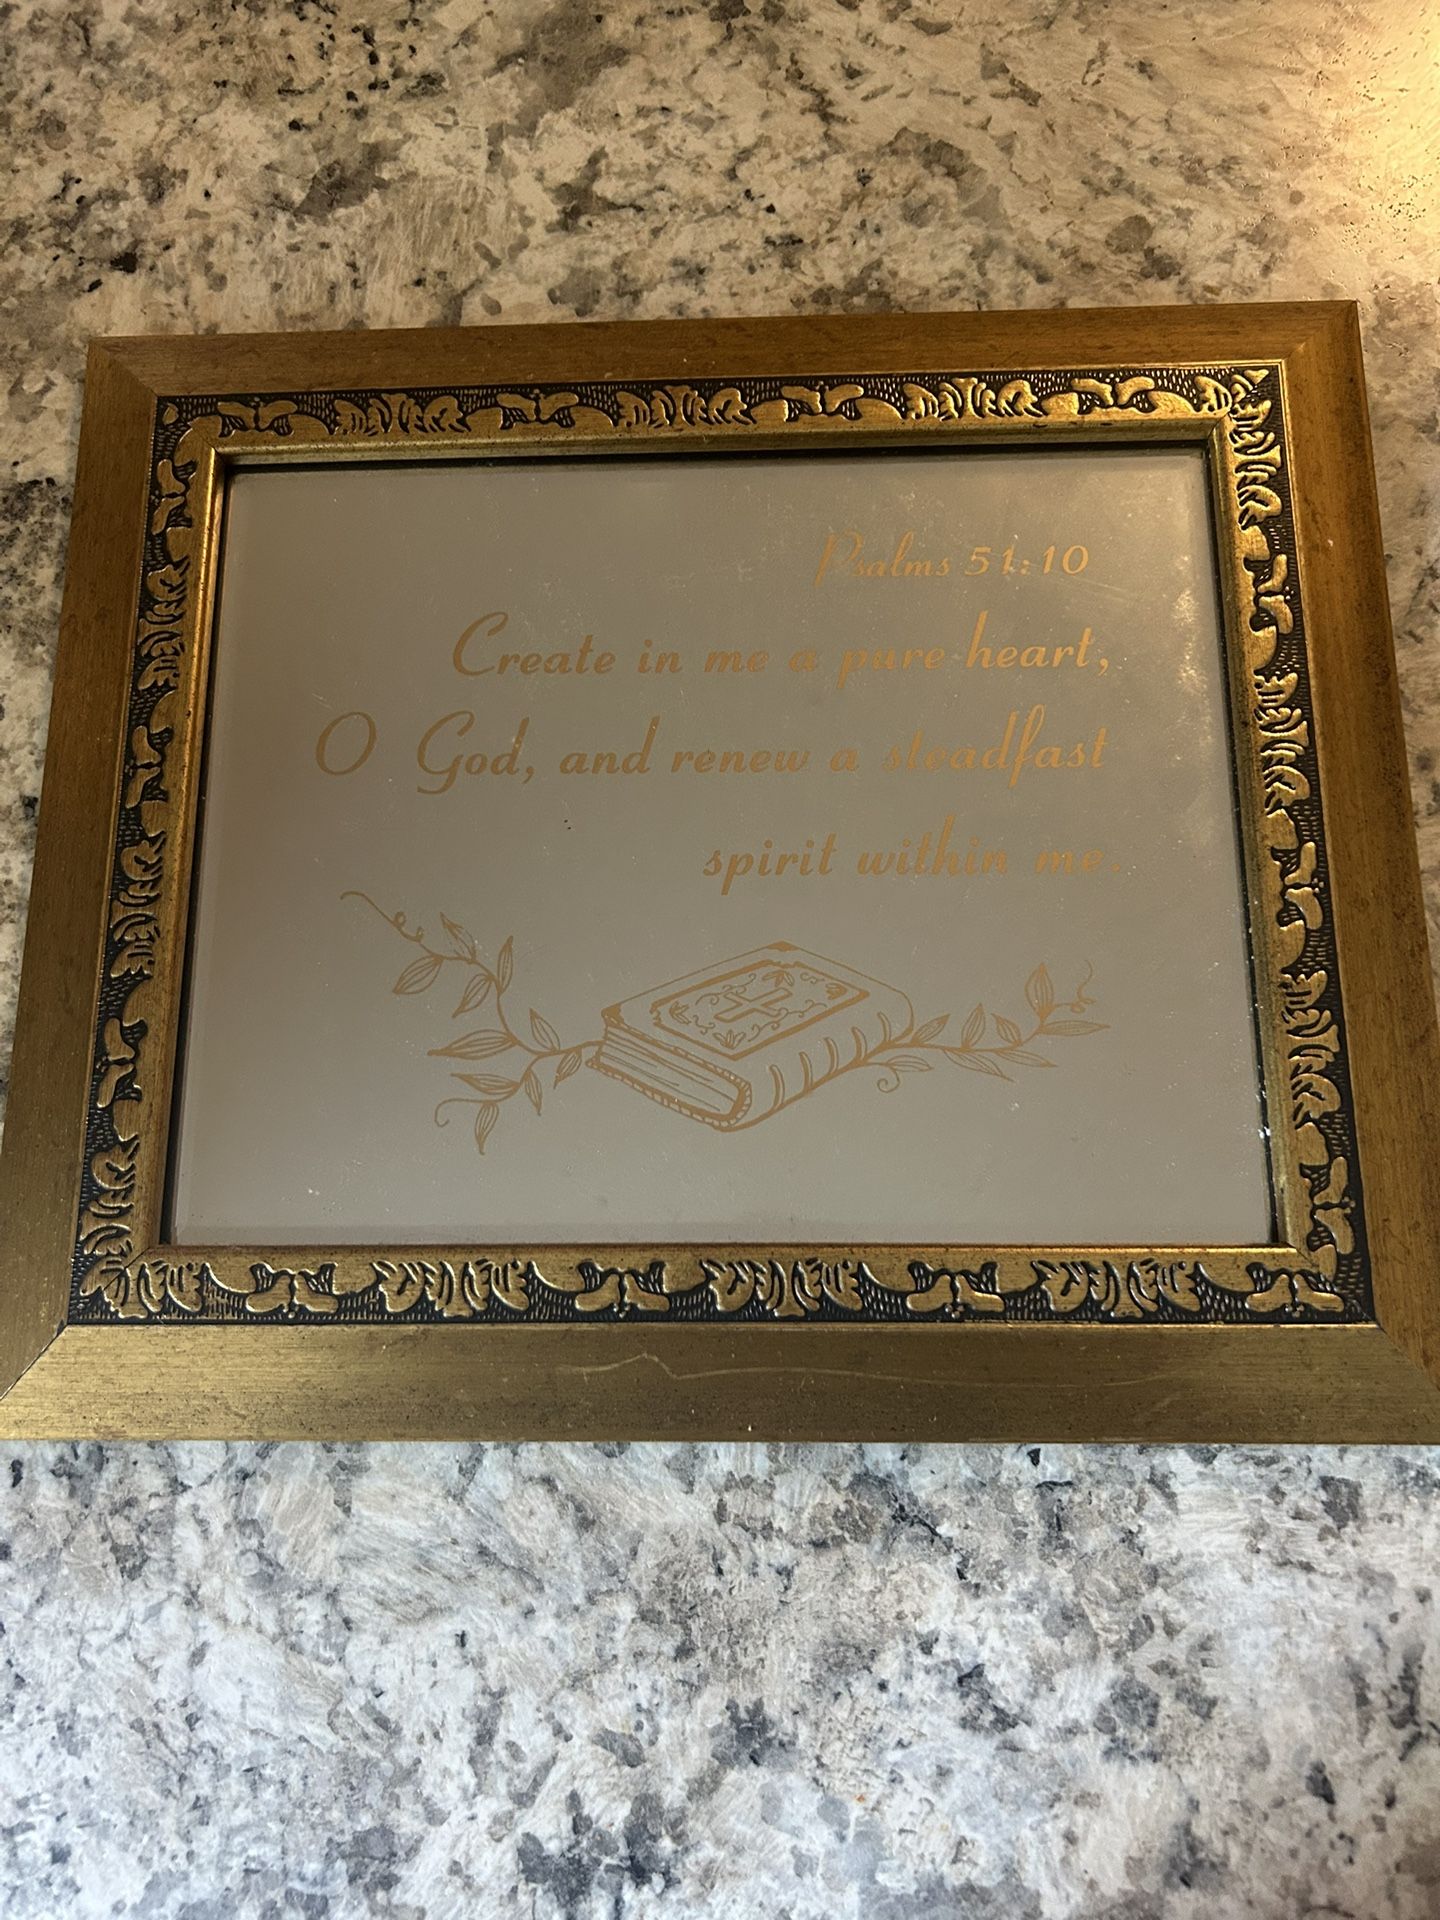 Psalms 51:10
Create in me a pure heart,
O God, and renew a steadfast
spirit within me.